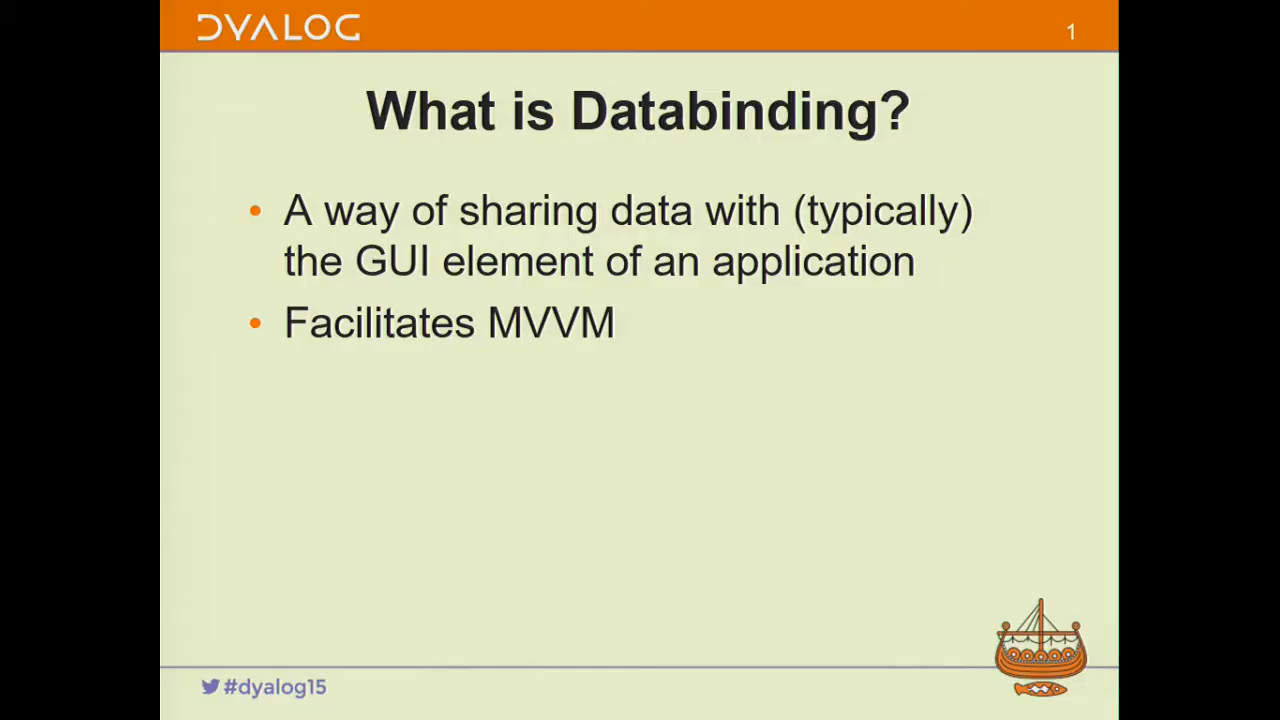 DYALOG
1
What is Databinding?
• A way of sharing data with (typically)
the GUI element of an application
• Facilitates MVVM
#dyalog15